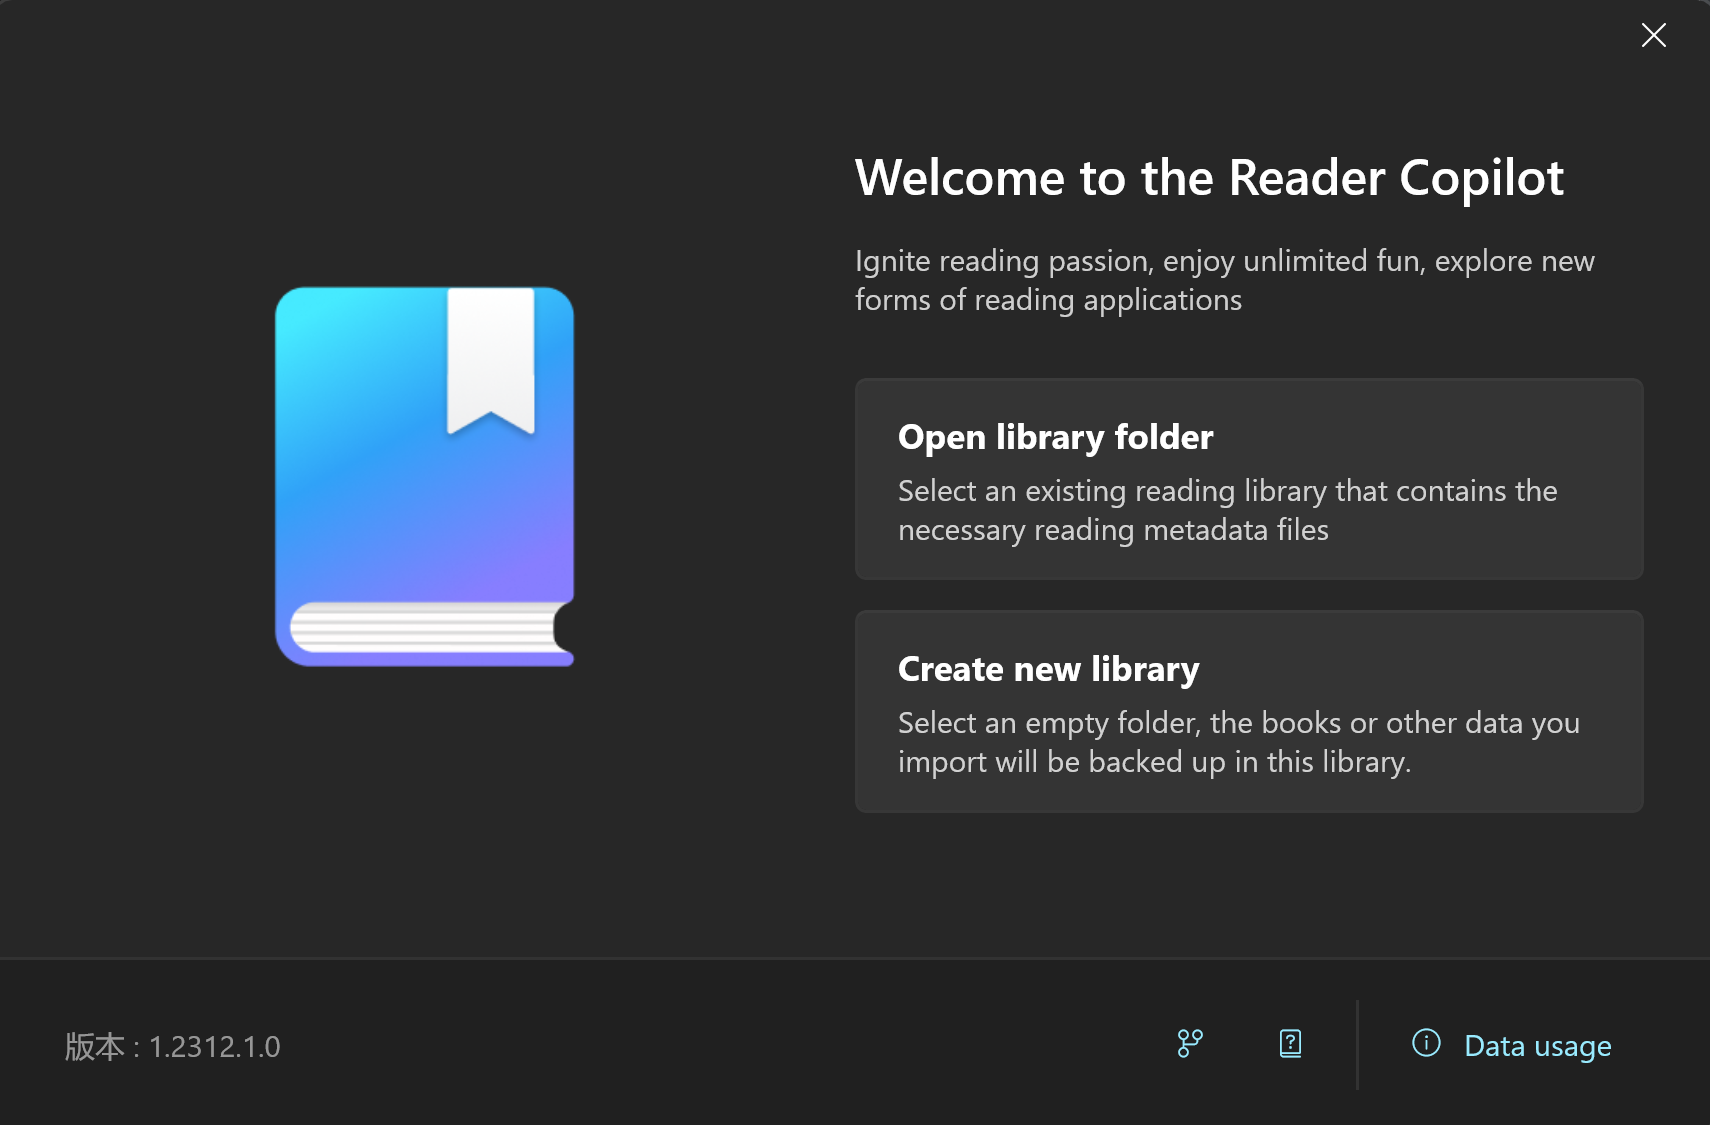 Welcome to the Reader Copilot
Ignite reading passion, enjoy unlimited fun, explore new
forms of reading applications
Open library folder
Select an existing reading library that contains the
necessary reading metadata files
Create new library
Select an empty folder, the books or other data you
import will be backed up in this library.
版本 : 1.2312.1.0
Data usage